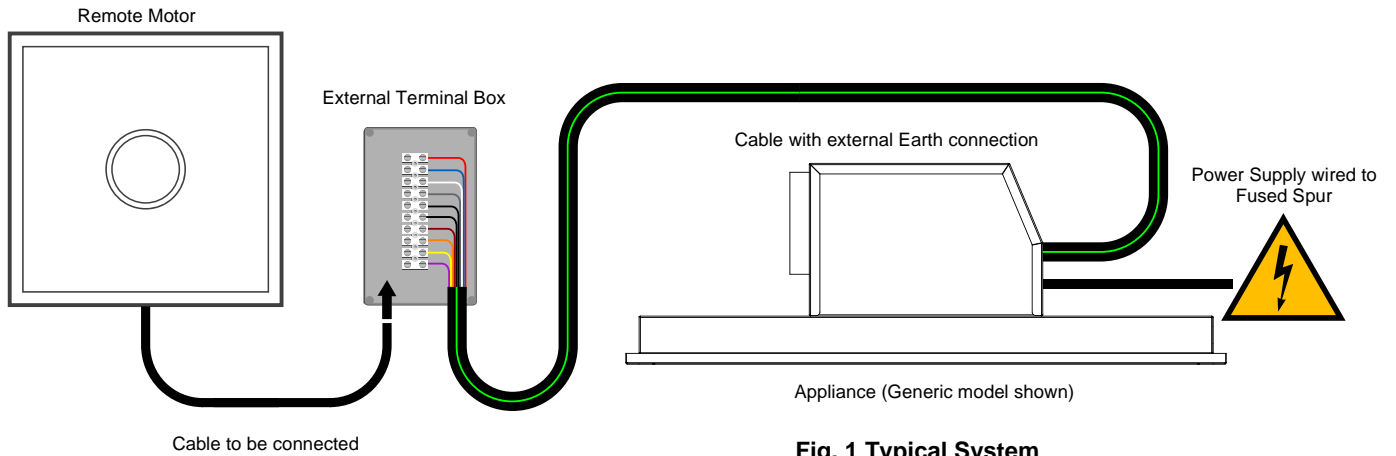 Remote Motor
External Terminal Box
Cable with external Earth connection
Power Supply wired to
Fused Spur
Appliance (Generic model shown)
Cable to be connected
Fig. 1 Typical System